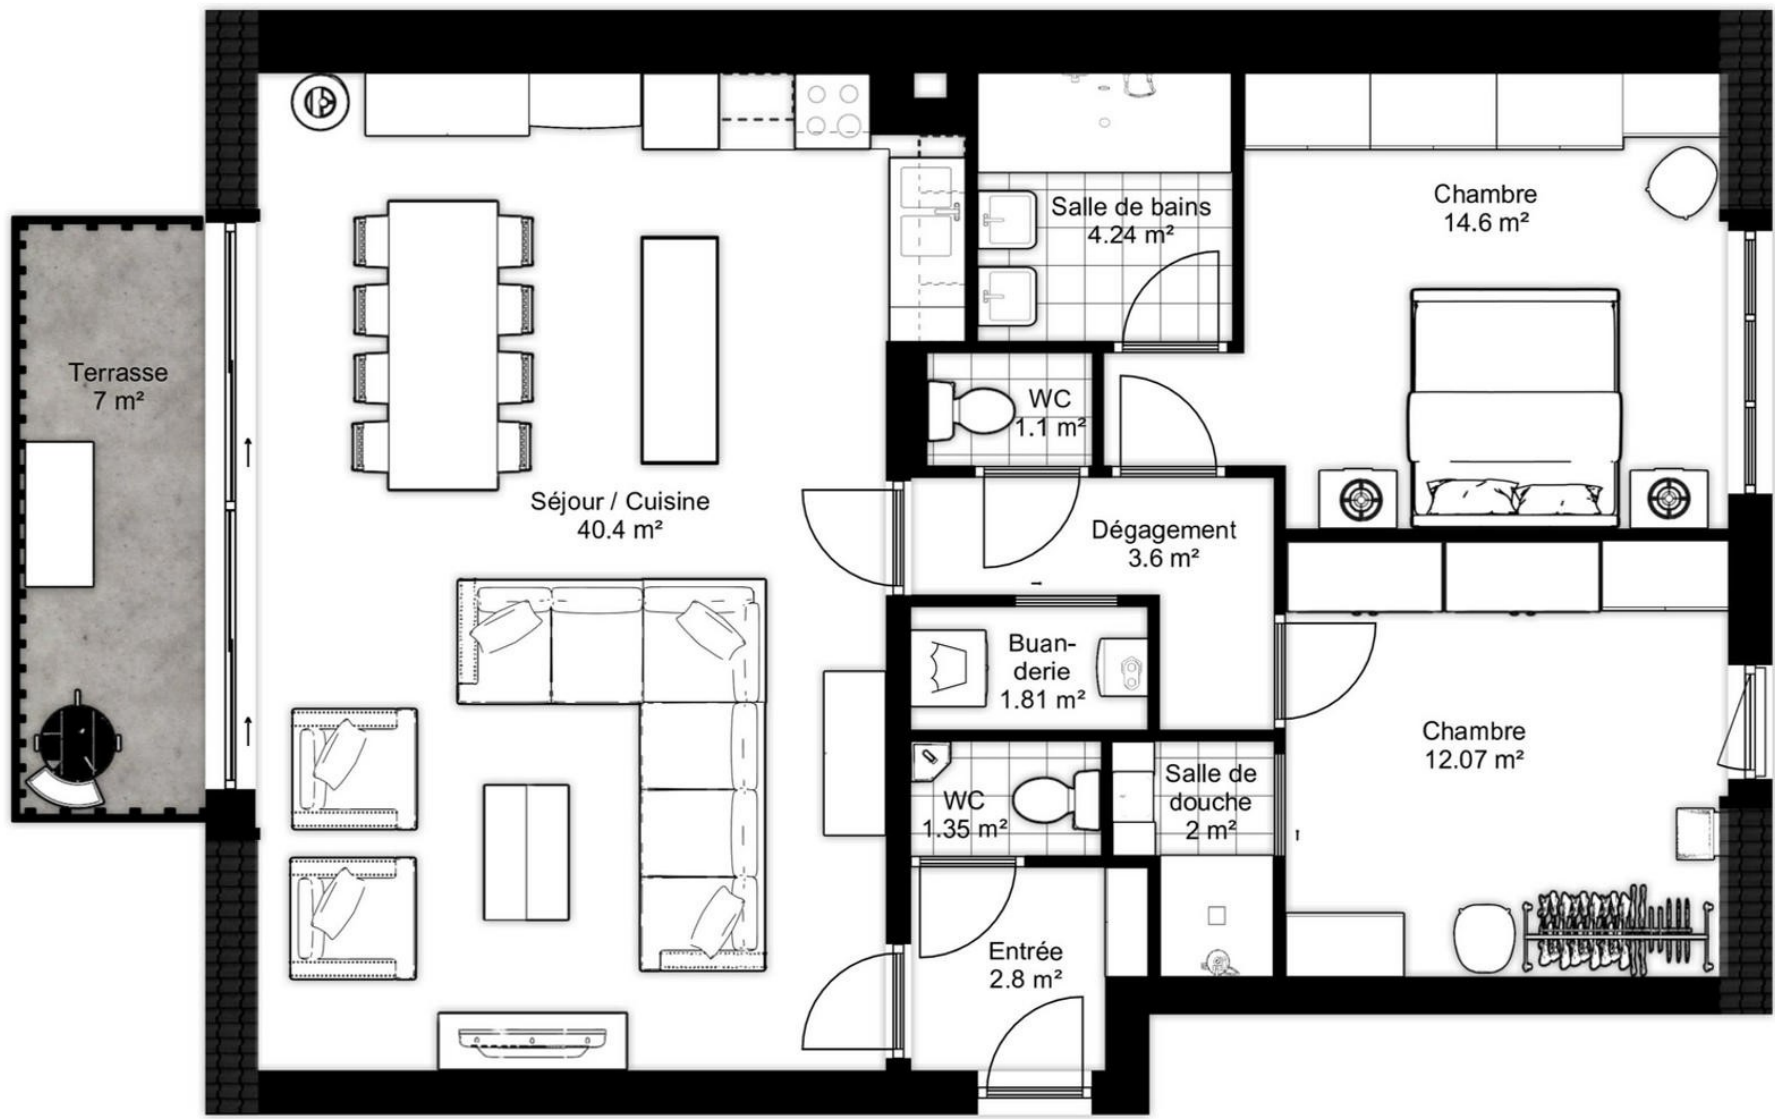 Salle de bains
4.24 m²
Chambre
14.6 m²
Terrasse
7 m²
WC
1.1 m²
Séjour / Cuisine
40.4 m²
Dégagement
3.6 m²
Buan-
derie
1.81 m²
Chambre
12.07 m²
WC
1.35 m²
Salle de
douche
2 m²
Entrée
2.8 m²